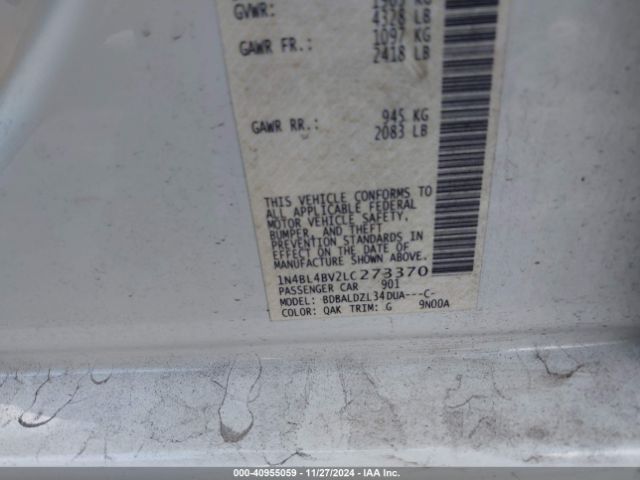 GVWR: 4328 LB
GAWR FR.: 1097 KG
2418 LB
GAWR RR.: 945 KG
2083 LB
THIS VEHICLE CONFORMS TO
ALL APPLICABLE FEDERAL
MOTOR VEHICLE SAFETY,
BUMPER, AND THEFT
PREVENTION STANDARDS IN
EFFECT ON THE DATE OF
MANUFACTURE SHOWN ABOVE.
1N4BL4BV2LC273370
PASSENGER CAR 901
MODEL: BDBALDZL34DUA---C-
COLOR: QAK TRIM: G 9N00A
000-40955059 - 11/27/2024 - IAA Inc.